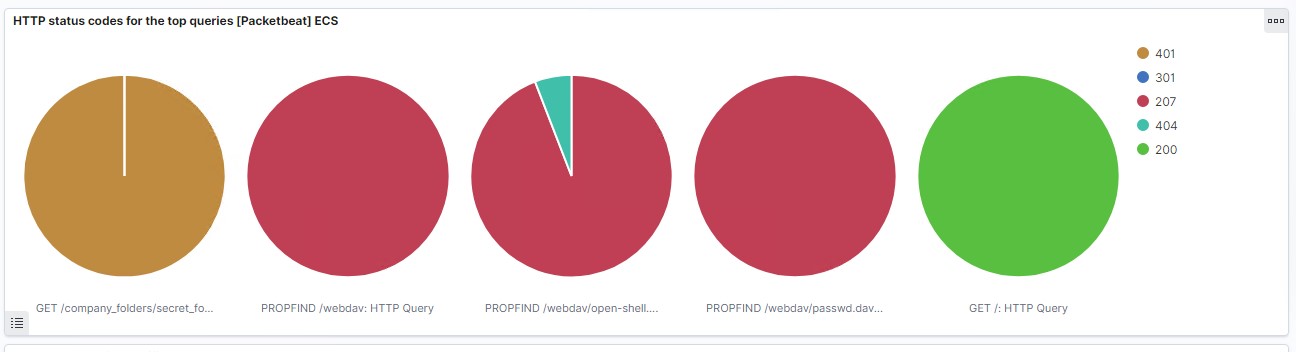 HTTP status codes for the top queries [Packetbeat] ECS
401
301
207
404
200
GET /company_folders/secret_fo...
PROPFIND /webdav: HTTP Query
PROPFIND /webdav/open-shell....
PROPFIND /webdav/passwd.dav...
GET /: HTTP Query